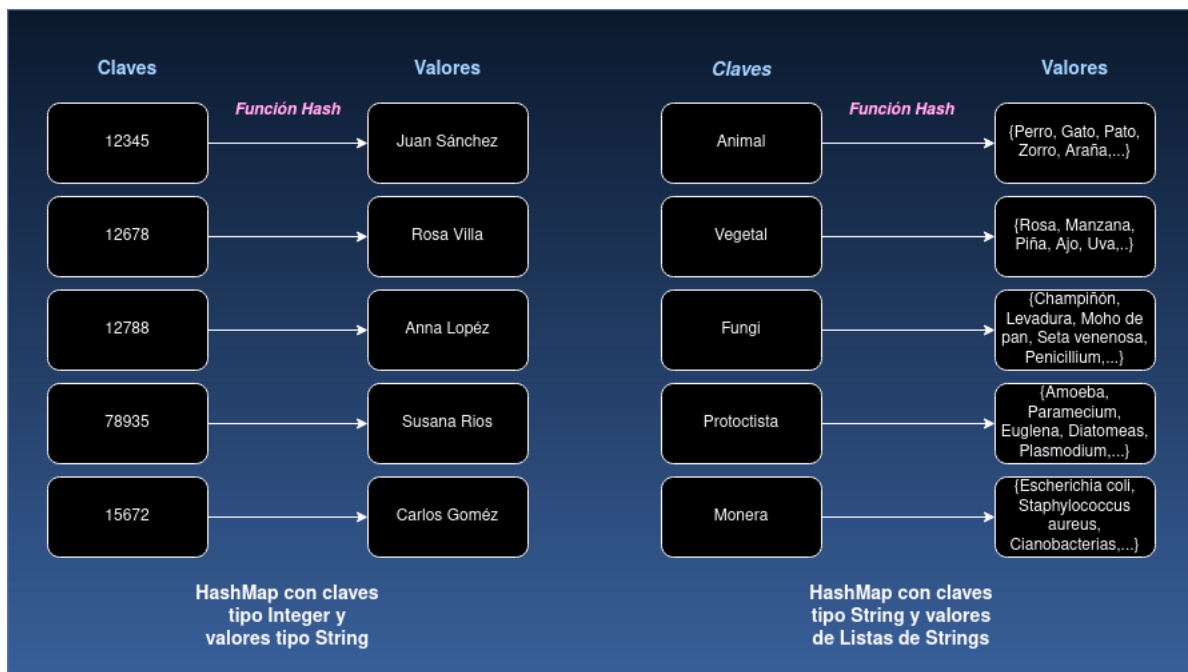 Claves
Valores
Función Hash
12345
Juan Sánchez
12678
Rosa Villa
12788
Anna Lopéz
78935
Susana Rios
15672
Carlos Goméz
HashMap con claves
tipo Integer y
valores tipo String
Claves
Valores
Función Hash
Animal
{Perro, Gato, Pato,
Zorro, Araña,...}
Vegetal
{Rosa, Manzana,
Piña, Ajo, Uva,..}
Fungi
{Champiñón,
Levadura, Moho de
pan, Seta venenosa,
Penicillium,...}
Protoctista
{Amoeba,
Paramecium,
Euglena, Diatomeas,
Plasmodium,...}
Monera
{Escherichia coli,
Staphylococcus
aureus,
Cianobacterias,...}
HashMap con claves
tipo String y valores
de Listas de Strings